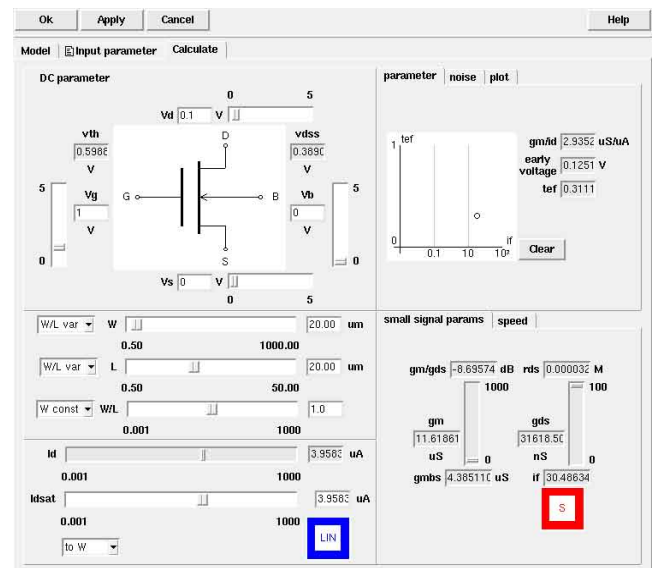 Ok Apply Cancel Help
Model Input parameter Calculate
DC parameter
0 5
Vd 0.1 V
vth
0.5986
V
vdss
0.3890
V
D
G
B
S
5
Vg
1
V
0
Vb
0
V
5
0
Vs 0 V
0 5
W/L var W 20.00 um
0.50 1000.00
W/L var L 20.00 um
0.50 50.00
W const W/L 1.0
0.001 1000
Id 3.958 uA
0.001 1000
Idsat 3.958 uA
0.001 1000
to W
LIN
parameter noise plot
1 tef
0
0.1 10 10³ if
gm/id 2.9352 uS/uA
early voltage 0.1251 V
tef 0.3111
Clear
small signal params speed
gm/gds -8.69574 dB rds 0.000032 M
1000 100
gm
11.61861
uS
0
gds
31618.50
nS
0
gmbs 4.385110 uS if 30.48634
S